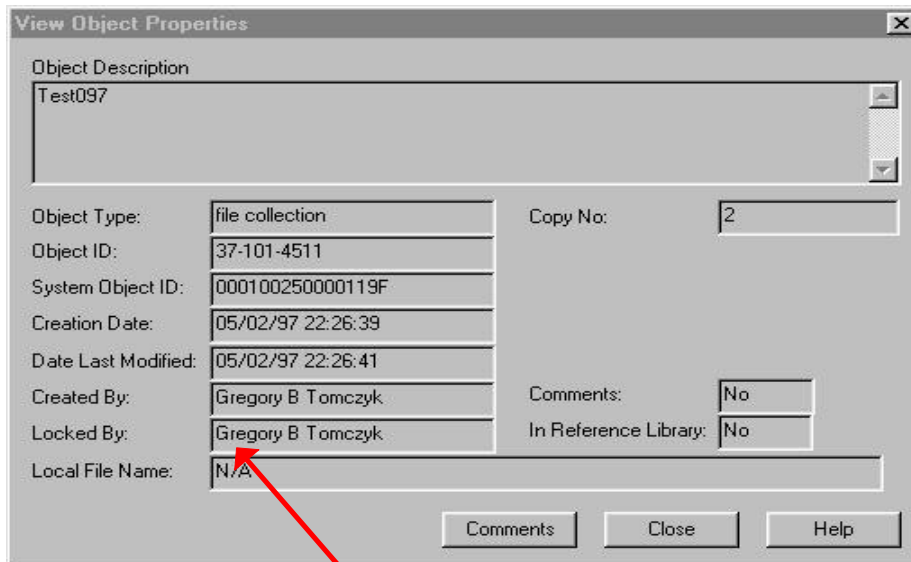 View Object Properties
Object Description
Test097
Object Type: file collection Copy No: 2
Object ID: 37-101-4511
System Object ID: 000100250000119F
Creation Date: 05/02/97 22:26:39
Date Last Modified: 05/02/97 22:26:41
Created By: Gregory B Tomczyk Comments: No
Locked By: Gregory B Tomczyk In Reference Library: No
Local File Name: N/A
Comments Close Help